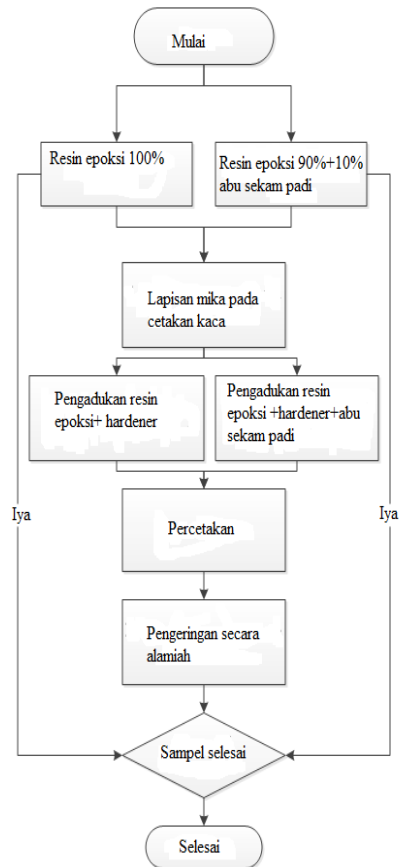 Mulai
Resin epoksi 100%
Resin epoksi 90%+10%
abu sekam padi
Lapisan mika pada
cetakan kaca
Pengadukan resin
epoksi+ hardener
Pengadukan resin
epoksi +hardener+abu
sekam padi
Iya
Iya
Percetakan
Pengeringan secara
alamiah
Sampel selesai
Selesai